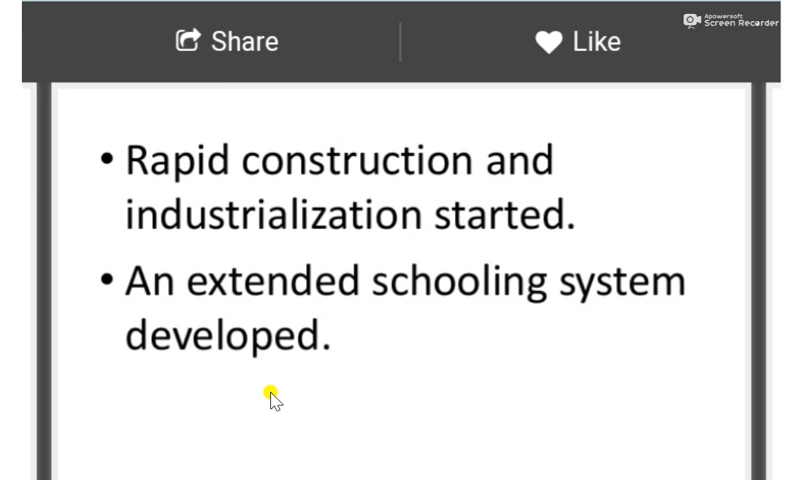 Apowersoft
Screen Recorder
Share
Like
• Rapid construction and
industrialization started.
• An extended schooling system
developed.